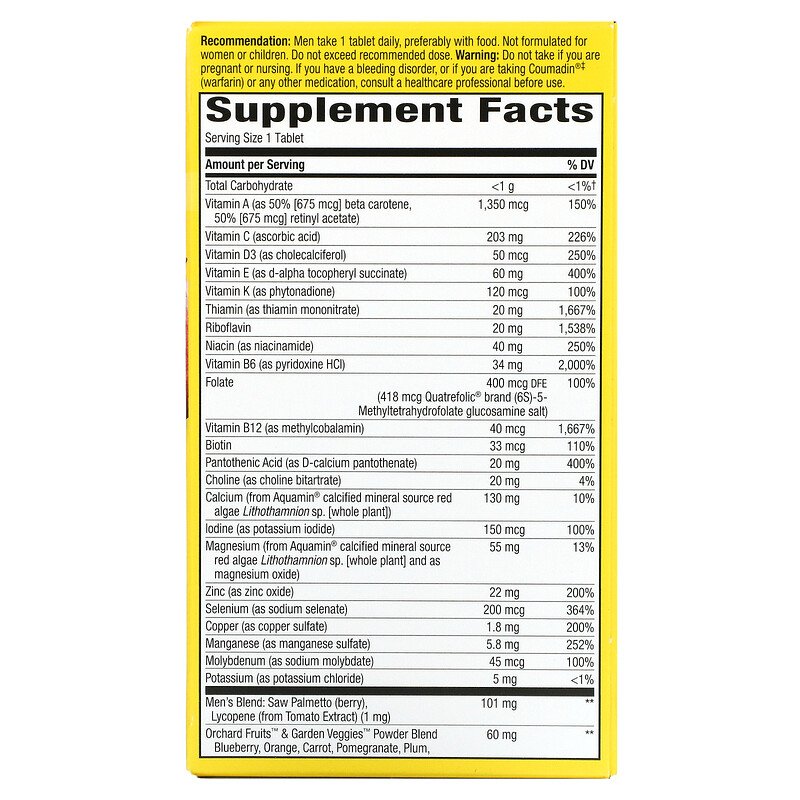 Recommendation: Men take 1 tablet daily, preferably with food. Not formulated for
women or children. Do not exceed recommended dose. Warning: Do not take if you are
pregnant or nursing. If you have a bleeding disorder, or if you are taking Coumadin®‡
(warfarin) or any other medication, consult a healthcare professional before use.
Supplement Facts
Serving Size 1 Tablet
Amount per Serving % DV
Total Carbohydrate <1 g <1%†
Vitamin A (as 50% [675 mcg] beta carotene, 1,350 mcg 150%
50% [675 mcg] retinyl acetate)
Vitamin C (ascorbic acid) 203 mg 226%
Vitamin D3 (as cholecalciferol) 50 mcg 250%
Vitamin E (as d-alpha tocopheryl succinate) 60 mg 400%
Vitamin K (as phytonadione) 120 mcg 100%
Thiamin (as thiamin mononitrate) 20 mg 1,667%
Riboflavin 20 mg 1,538%
Niacin (as niacinamide) 40 mg 250%
Vitamin B6 (as pyridoxine HCl) 34 mg 2,000%
Folate 400 mcg DFE 100%
(418 mcg Quatrefolic® brand (6S)-5-
Methyltetrahydrofolate glucosamine salt)
Vitamin B12 (as methylcobalamin) 40 mcg 1,667%
Biotin 33 mcg 110%
Pantothenic Acid (as D-calcium pantothenate) 20 mg 400%
Choline (as choline bitartrate) 20 mg 4%
Calcium (from Aquamin® calcified mineral source red 130 mg 10%
algae Lithothamnion sp. [whole plant])
Iodine (as potassium iodide) 150 mcg 100%
Magnesium (from Aquamin® calcified mineral source 55 mg 13%
red algae Lithothamnion sp. [whole plant] and as
magnesium oxide)
Zinc (as zinc oxide) 22 mg 200%
Selenium (as sodium selenate) 200 mcg 364%
Copper (as copper sulfate) 1.8 mg 200%
Manganese (as manganese sulfate) 5.8 mg 252%
Molybdenum (as sodium molybdate) 45 mcg 100%
Potassium (as potassium chloride) 5 mg <1%
Men's Blend: Saw Palmetto (berry), 101 mg **
Lycopene (from Tomato Extract) (1 mg)
Orchard Fruits™ & Garden Veggies™ Powder Blend 60 mg **
Blueberry, Orange, Carrot, Pomegranate, Plum,